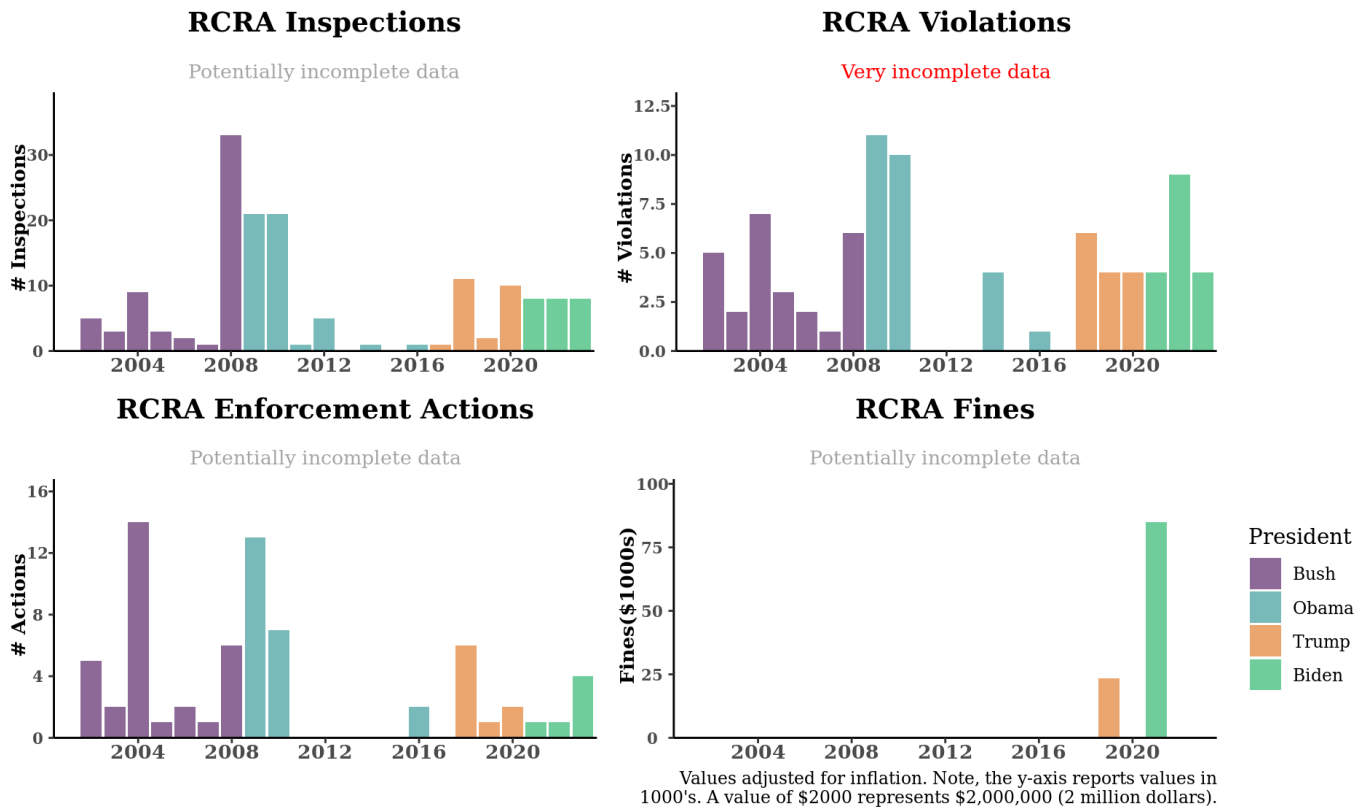 RCRA Inspections
Potentially incomplete data
# Inspections
30
20
10
0
2004 2008 2012 2016 2020
RCRA Violations
Very incomplete data
# Violations
12.5
10.0
7.5
5.0
2.5
0.0
2004 2008 2012 2016 2020
RCRA Enforcement Actions
Potentially incomplete data
# Actions
16
12
8
4
0
2004 2008 2012 2016 2020
RCRA Fines
Potentially incomplete data
Fines($1000s)
100
75
50
25
0
2004 2008 2012 2016 2020
President
Bush
Obama
Trump
Biden
Values adjusted for inflation. Note, the y-axis reports values in
1000's. A value of $2000 represents $2,000,000 (2 million dollars).